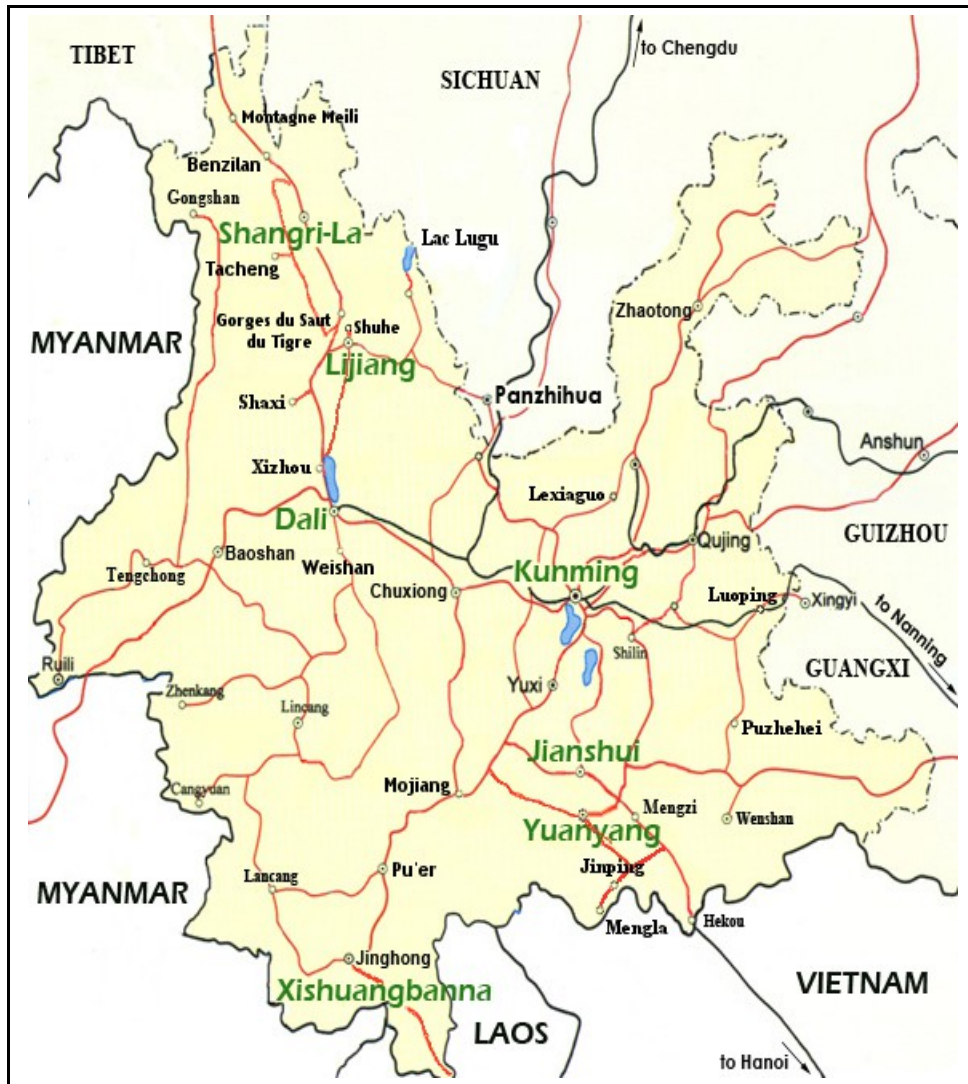 to Chengdu
TIBET
SICHUAN
Montagne Meili
Benzilan
Gongshan
Shangri-La
Lac Lugu
Tacheng
Zhaotong
Gorges du Saut
du Tigre
Shuhe
MYANMAR
Lijiang
Panzhihua
Shaxi
Anshun
Xizhou
Lexiaguo
Dali
GUIZHOU
Qujing
Baoshan
Weishan
Tengchong
Kunming
Chuxiong
Luoping
Xingyi
to Nanning
Shilin
Ruili
GUANGXI
Yuxi
Zhenkang
Lincang
Puzhehei
Jianshui
Mojiang
Cangyuan
Mengzi
Wenshan
Yuanyang
Jinping
Pu'er
Lancang
MYANMAR
Mengla
Hekou
Jinghong
Xishuangbanna
VIETNAM
LAOS
to Hanoi